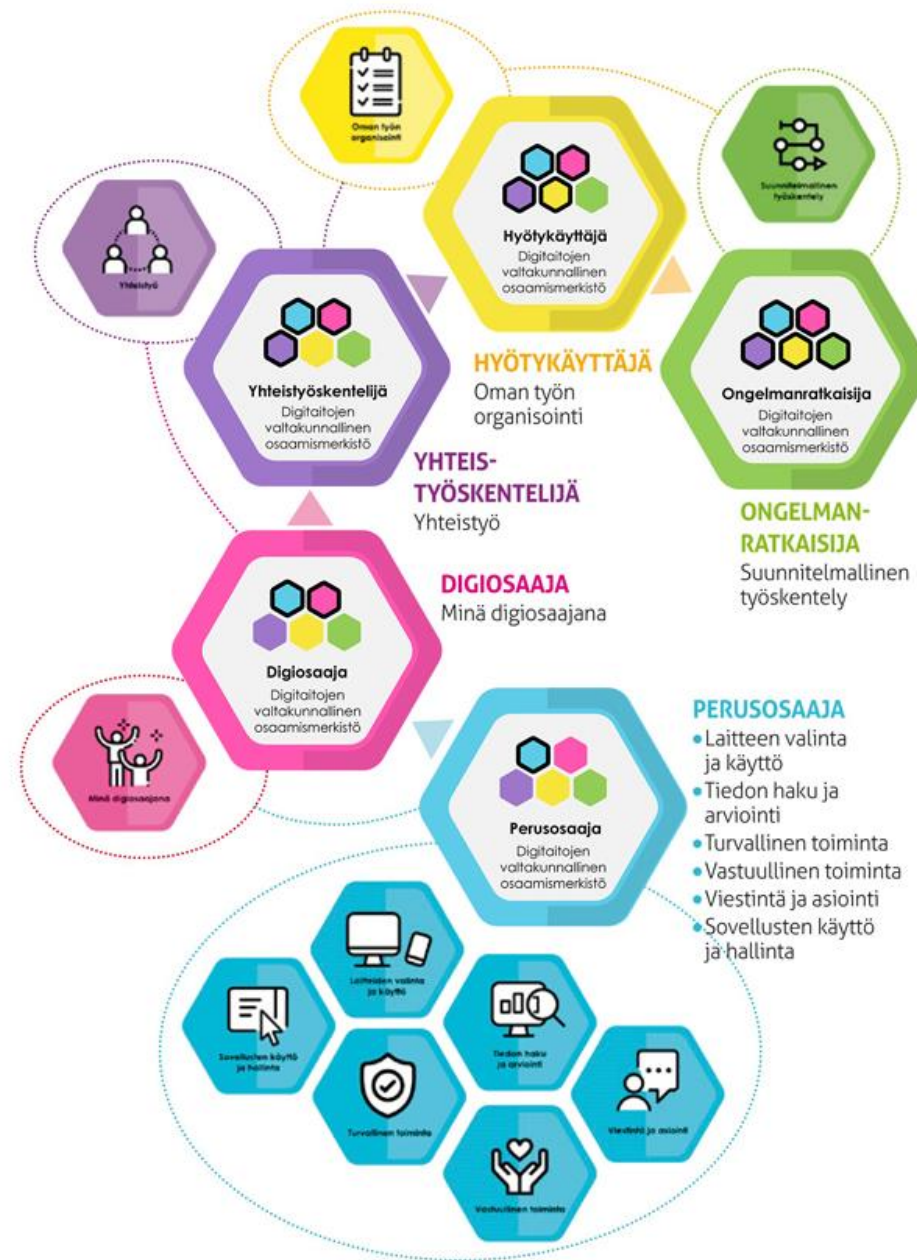 Oman työn
organisointi
Hyötykäyttäjä
Digitaitojen
valtakunnallinen
osaamismerkistö
Suunnitelmallinen
työskentely
Yhteistyö
Yhteistyöskentelijä
Digitaitojen
valtakunnallinen
osaamismerkistö
HYÖTYKÄYTTÄJÄ
Oman työn
organisointi
Ongelmanratkaisija
Digitaitojen
valtakunnallinen
osaamismerkistö
YHTEIS-
TYÖSKENTELIJÄ
Yhteistyö
ONGELMAN-
RATKAISIJA
Suunnitelmallinen
työskentely
DIGIOSAAJA
Minä digiosaajana
Digiosaaja
Digitaitojen
valtakunnallinen
osaamismerkistö
Minä digiosaajana
Perusosaaja
Digitaitojen
valtakunnallinen
osaamismerkistö
PERUSOSAAJA
• Laitteen valinta
ja käyttö
• Tiedon haku ja
arviointi
• Turvallinen toiminta
• Vastuullinen toiminta
• Viestintä ja asiointi
• Sovellusten käyttö
ja hallinta
Laitteiden valinta
ja käyttö
Sovellusten käyttö
ja hallinta
Tiedon haku
ja arviointi
Turvallinen toiminta
Viestintä ja asiointi
Vastuullinen toiminta